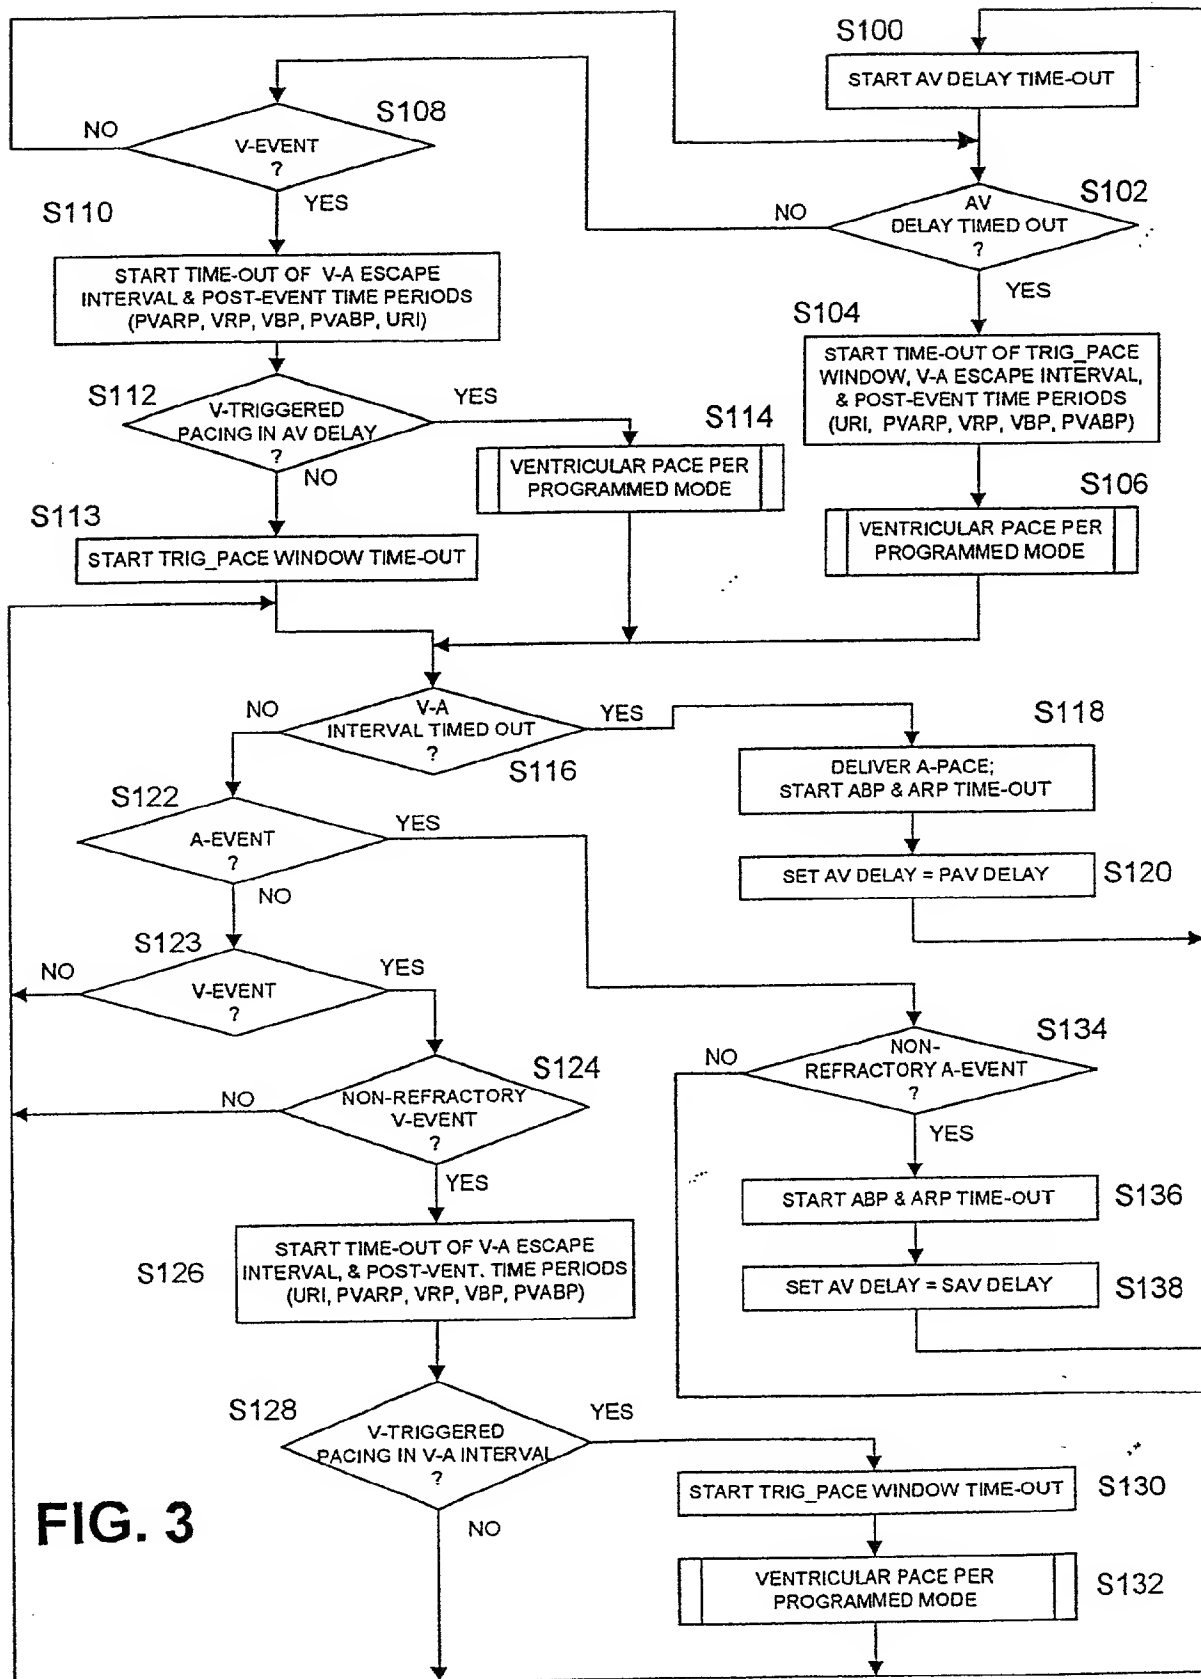 S100
START AV DELAY TIME-OUT
S108
NO
V-EVENT
?
YES
S102
NO
AV
DELAY TIMED OUT
?
YES
S110
START TIME-OUT OF V-A ESCAPE
INTERVAL & POST-EVENT TIME PERIODS
(PVARP, VRP, VBP, PVABP, URI)
S104
START TIME-OUT OF TRIG_PACE
WINDOW, V-A ESCAPE INTERVAL,
& POST-EVENT TIME PERIODS
(URI, PVARP, VRP, VBP, PVABP)
S112
V-TRIGGERED
PACING IN AV DELAY
?
YES
NO
S114
VENTRICULAR PACE PER
PROGRAMMED MODE
S106
VENTRICULAR PACE PER
PROGRAMMED MODE
S113
START TRIG_PACE WINDOW TIME-OUT
NO
V-A
INTERVAL TIMED OUT
?
YES
S116
S118
DELIVER A-PACE;
START ABP & ARP TIME-OUT
S122
A-EVENT
?
YES
NO
SET AV DELAY = PAV DELAY
S120
S123
NO
V-EVENT
?
YES
S134
NO
NON-
REFRACTORY A-EVENT
?
YES
S124
NO
NON-REFRACTORY
V-EVENT
?
YES
START ABP & ARP TIME-OUT
S136
S126
START TIME-OUT OF V-A ESCAPE
INTERVAL, & POST-VENT. TIME PERIODS
(URI, PVARP, VRP, VBP, PVABP)
SET AV DELAY = SAV DELAY
S138
S128
V-TRIGGERED
PACING IN V-A INTERVAL
?
YES
NO
START TRIG_PACE WINDOW TIME-OUT
S130
VENTRICULAR PACE PER
PROGRAMMED MODE
S132
FIG. 3